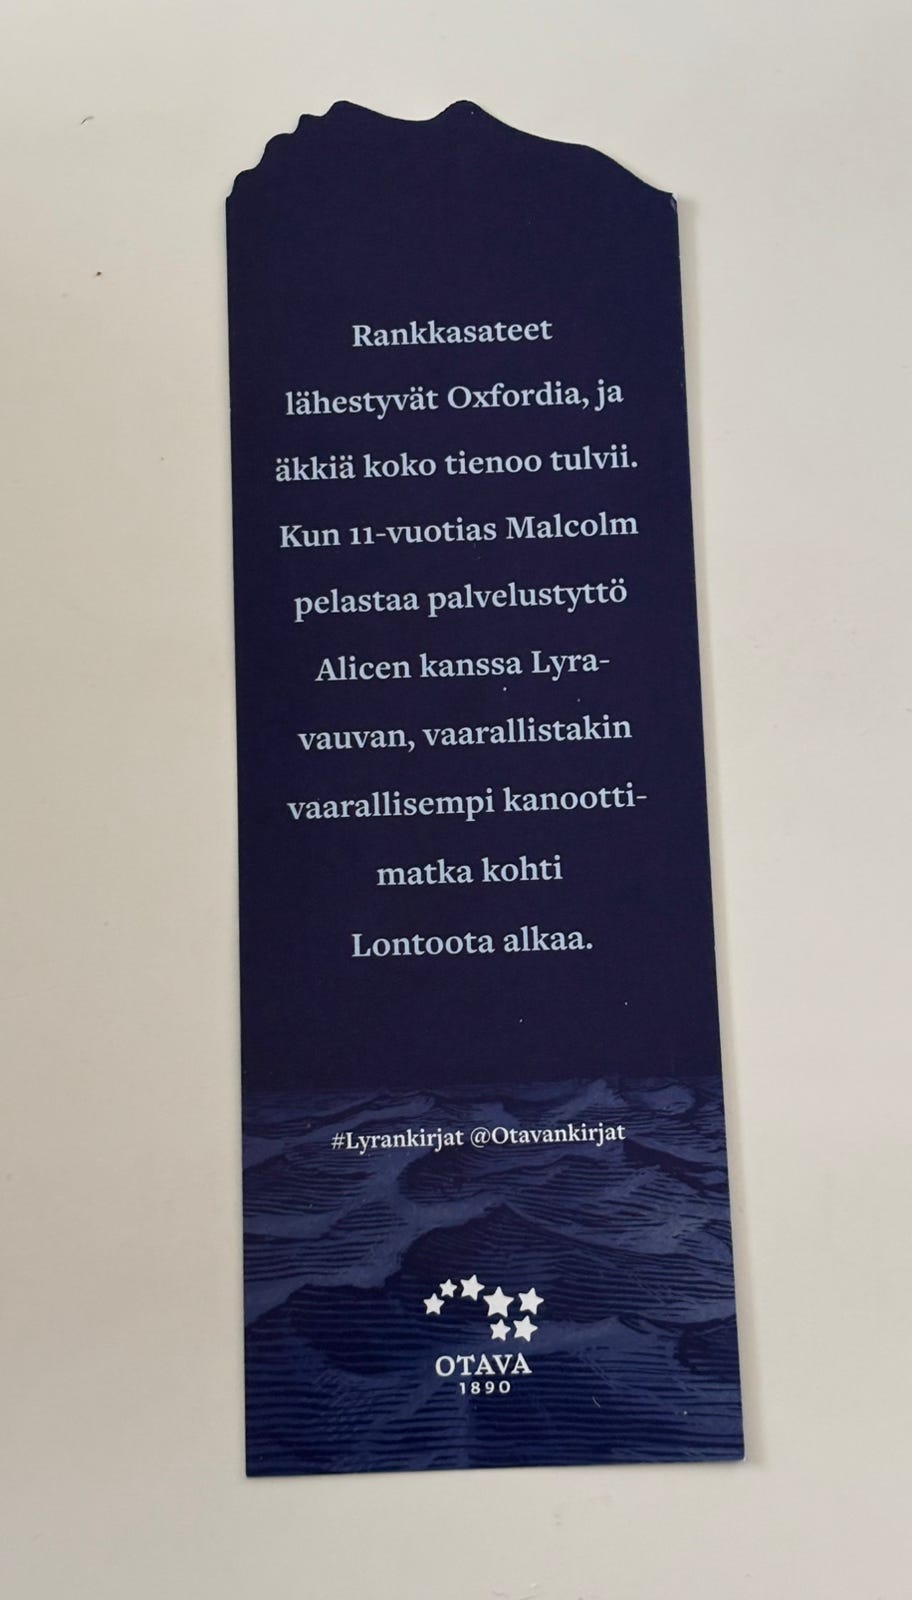 Rankkasateet
lähestyvät Oxfordia, ja
äkkiä koko tienoo tulvii.
Kun 11-vuotias Malcolm
pelastaa palvelustyttö
Alicen kanssa Lyra-
vauvan, vaarallistakin
vaarallisempi kanootti-
matka kohti
Lontoota alkaa.
#Lyrankirjat @Otavankirjat
OTAVA
1890